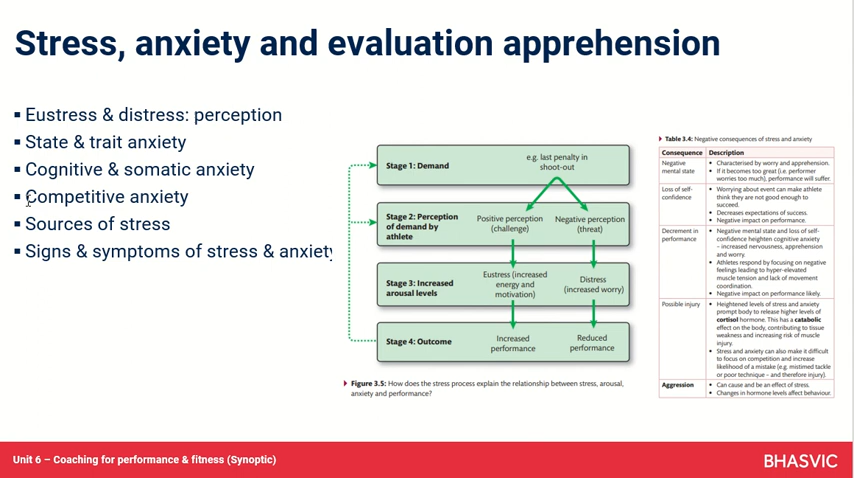 Stress, anxiety and evaluation apprehension
▪ Eustress & distress: perception
▪ State & trait anxiety
▪ Cognitive & somatic anxiety
▪ Competitive anxiety
▪ Sources of stress
▪ Signs & symptoms of stress & anxiety
Stage 1: Demand
e.g. last penalty in
shoot-out
Stage 2: Perception
of demand by
athlete
Positive perception
(challenge)
Negative perception
(threat)
Stage 3: Increased
arousal levels
Eustress (increased
energy and
motivation)
Distress
(increased worry)
Stage 4: Outcome
Increased
performance
Reduced
performance
Figure 3.5: How does the stress process explain the relationship between stress, arousal,
anxiety and performance?
Table 3.4: Negative consequences of stress and anxiety
Consequence Description
Negative
mental state
• Characterised by worry and apprehension.
• If it becomes too great (i.e. performer
worries too much), performance will suffer.
Loss of self-
confidence
• Worrying about event can make athlete
think they are not good enough to
succeed.
• Decreases expectations of success.
• Negative impact on performance.
Decrement in
performance
• Negative mental state and loss of self-
confidence heighten cognitive anxiety
– increased nervousness, apprehension
and worry.
• Athletes respond by focusing on negative
feelings leading to hyper-elevated
muscle tension and lack of movement
coordination.
• Negative impact on performance likely.
Possible injury
• Heightened levels of stress and anxiety
prompt body to release higher levels of
cortisol hormone. This has a catabolic
effect on the body, contributing to tissue
weakness and increasing risk of muscle
injury.
• Stress and anxiety can also make it difficult
to focus on competition and increase
likelihood of a mistake (e.g. mistimed tackle
or poor technique – and therefore injury).
Aggression
• Can cause and be an effect of stress.
• Changes in hormone levels affect behaviour.
Unit 6 – Coaching for performance & fitness (Synoptic)
BHASVIC